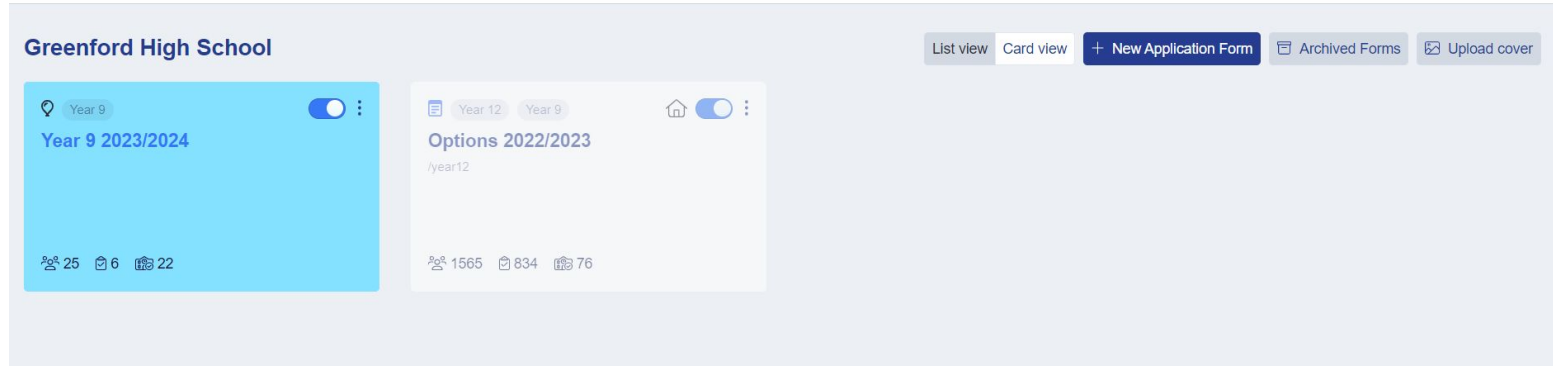 Greenford High School
List view Card view + New Application Form Archived Forms Upload cover
Year 9
Year 9 2023/2024
25 6 22
Year 12 Year 9
Options 2022/2023
/year12
1565 834 76